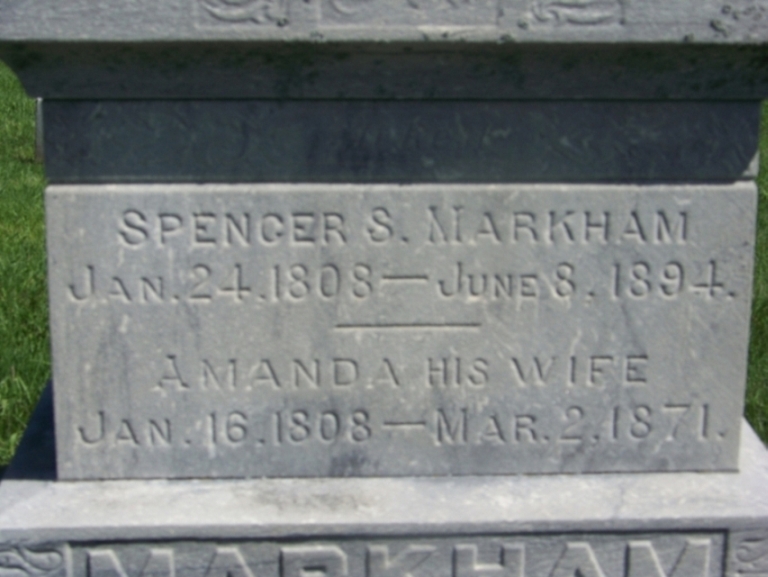 SPENCER S. MARKHAM
JAN. 24. 1808 — JUNE 8, 1894.
AMANDA HIS WIFE
JAN. 16. 1808 — MAR. 2, 1871.
MARKHAM